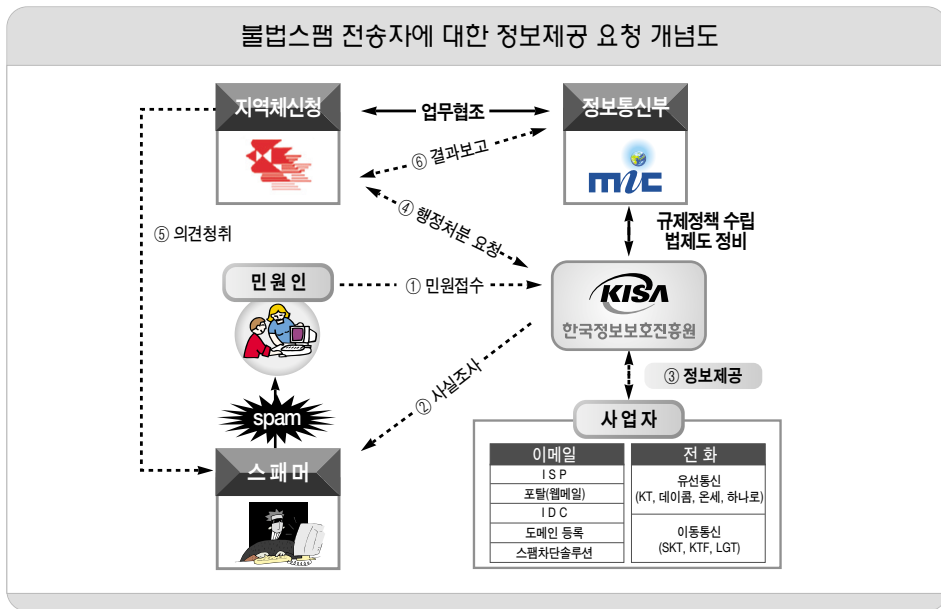 불법스팸 전송자에 대한 정보제공 요청 개념도
지역체신청
업무협조
정보통신부
⑥ 결과보고
mic
④ 행정처분 요청
규제정책 수립
법제도 정비
⑤ 의견청취
민원인
① 민원접수
KISA
한국정보보호진흥원
② 사실조사
③ 정보제공
spam
스패머
사업자
이메일
전 화
I S P
포탈(웹메일)
I D C
도메인 등록
스팸차단솔루션
유선통신
(KT, 데이콤, 온세, 하나로)
이동통신
(SKT, KTF, LGT)